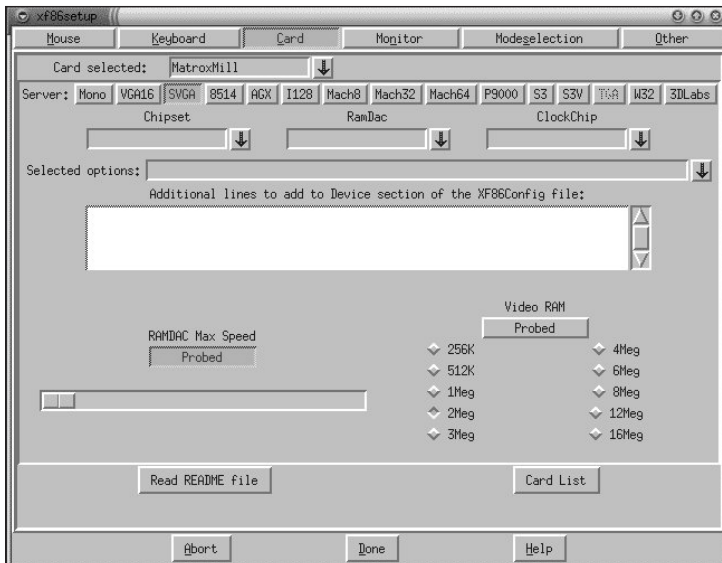 xf86setup
Mouse Keyboard Card Monitor Modeselection Other
Card selected: MatroxMill
Server: Mono VGA16 SVGA 8514 AGX I128 Mach8 Mach32 Mach64 P9000 S3 S3V TGA W32 3DLabs
Chipset RamDac ClockChip
Selected options:
Additional lines to add to Device section of the XF86Config file:
Video RAM
Probed
RAMDAC Max Speed
Probed
256K 4Meg
512K 6Meg
1Meg 8Meg
2Meg 12Meg
3Meg 16Meg
Read README file Card List
Abort Done Help